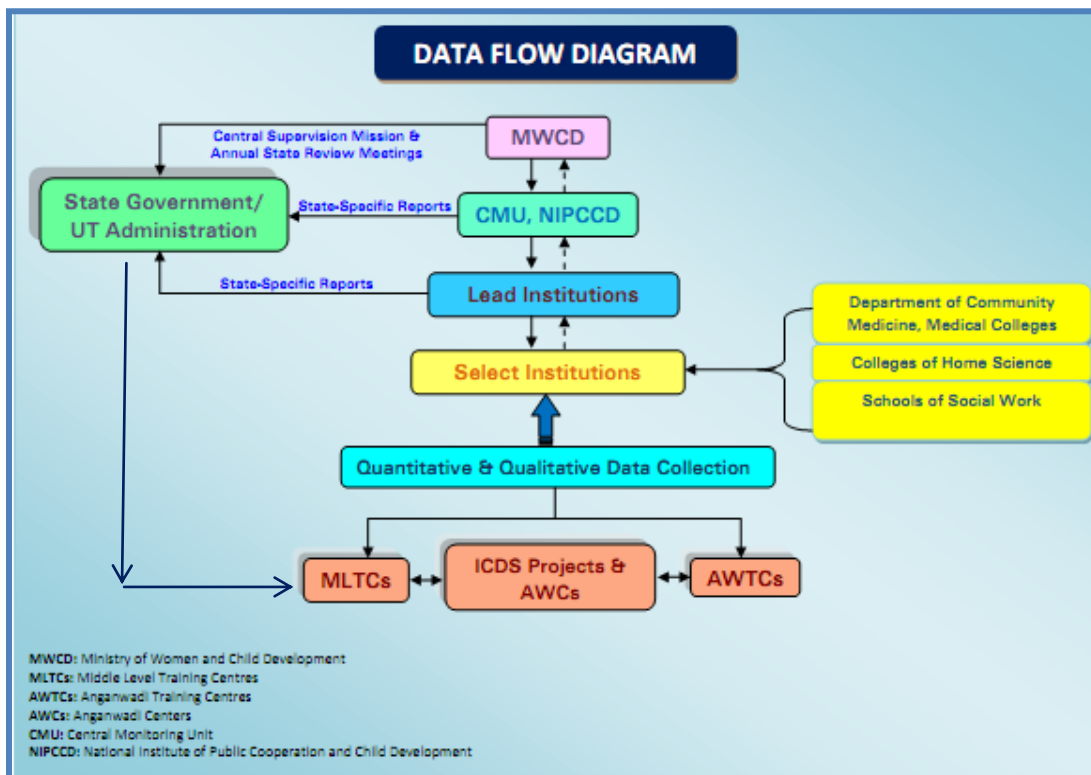 DATA FLOW DIAGRAM
Central Supervision Mission &
Annual State Review Meetings
MWCD
State Government/
UT Administration
State-Specific Reports
CMU, NIPCCD
State-Specific Reports
Lead Institutions
Department of Community
Medicine, Medical Colleges
Colleges of Home Science
Schools of Social Work
Select Institutions
Quantitative & Qualitative Data Collection
MLTCs
ICDS Projects &
AWCs
AWTCs
MWCD: Ministry of Women and Child Development
MLTCs: Middle Level Training Centres
AWTCs: Anganwadi Training Centres
AWCs: Anganwadi Centers
CMU: Central Monitoring Unit
NIPCCD: National Institute of Public Cooperation and Child Development